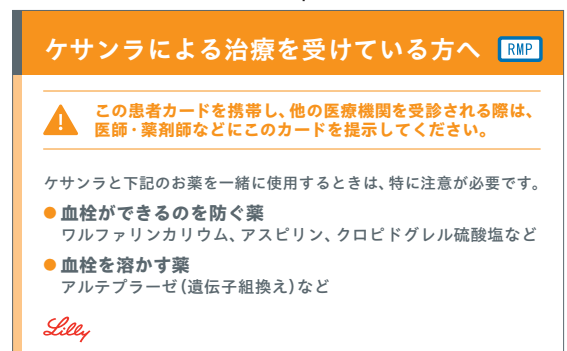 ケサンラによる治療を受けている方へ RMP
この患者カードを携帯し、他の医療機関を受診される際は、
医師・薬剤師などにこのカードを提示してください。
ケサンラと下記のお薬を一緒に使用するときは、特に注意が必要です。
●血栓ができるのを防ぐ薬
ワルファリンカリウム、アスピリン、クロピドグレル硫酸塩など
●血栓を溶かす薬
アルテプラーゼ(遺伝子組換え)など
Lilly